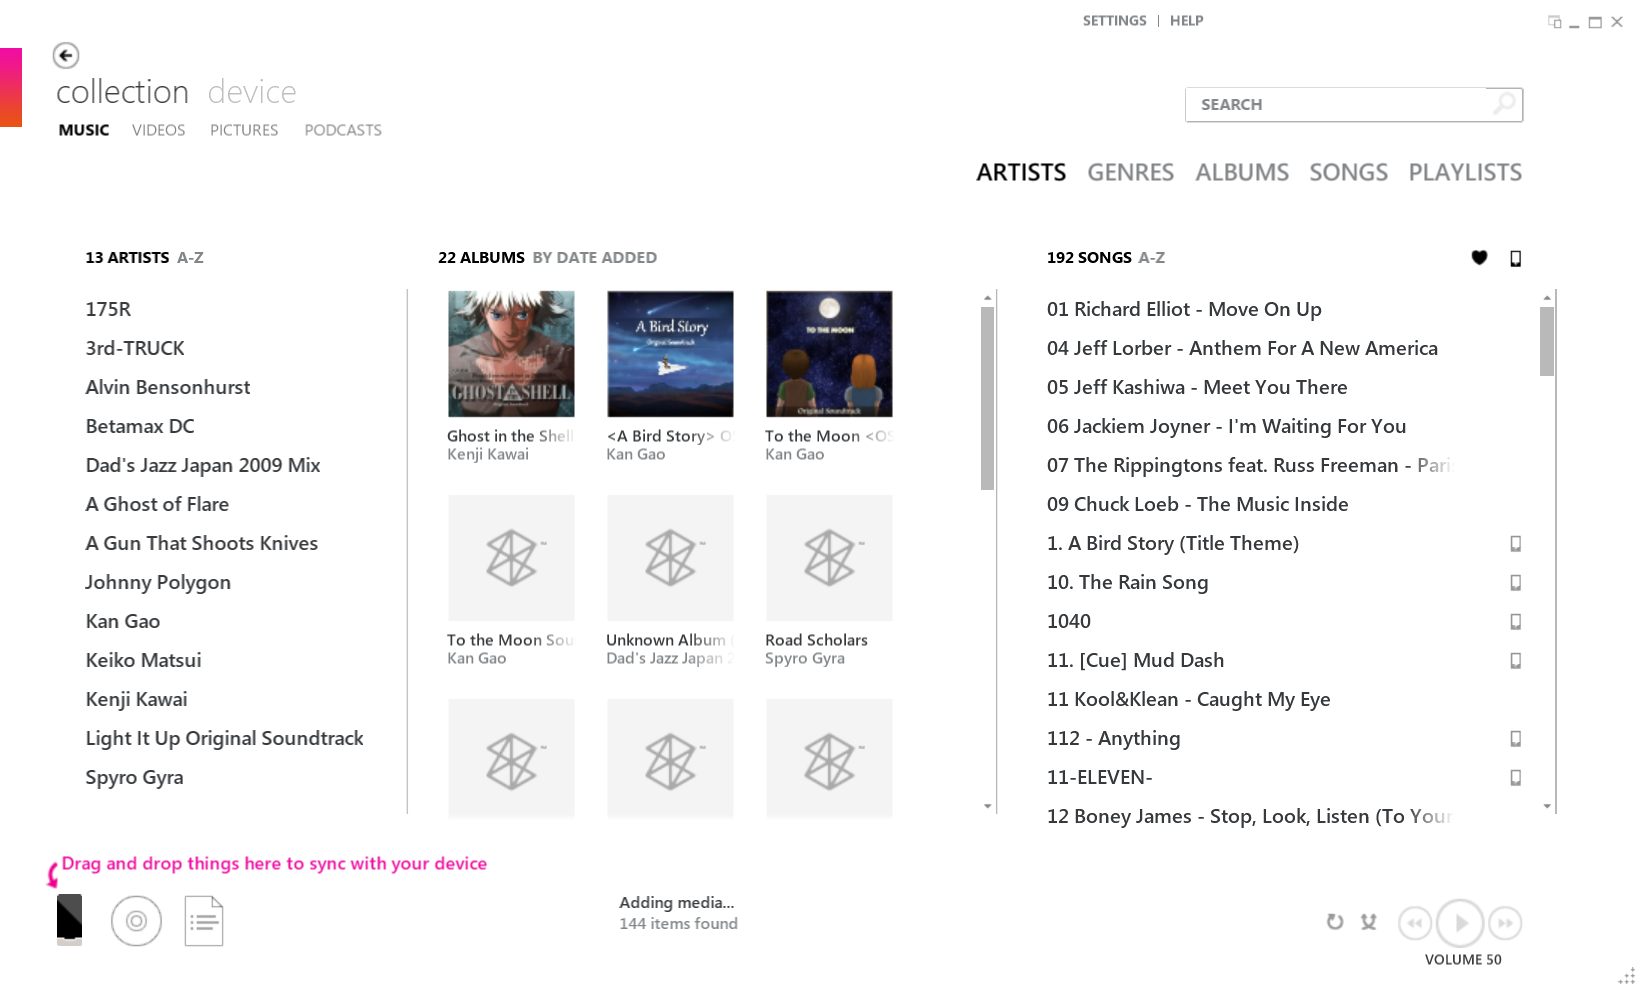 SETTINGS | HELP
collection device
MUSIC VIDEOS PICTURES PODCASTS
SEARCH
ARTISTS GENRES ALBUMS SONGS PLAYLISTS
13 ARTISTS A-Z
175R
3rd-TRUCK
Alvin Bensonhurst
Betamax DC
Dad's Jazz Japan 2009 Mix
A Ghost of Flare
A Gun That Shoots Knives
Johnny Polygon
Kan Gao
Keiko Matsui
Kenji Kawai
Light It Up Original Soundtrack
Spyro Gyra
22 ALBUMS BY DATE ADDED
GHOST IN THE SHELL
Original Soundtrack
A Bird Story
Original Soundtrack
TO THE MOON
Original Soundtrack
Ghost in the Shell
Kenji Kawai
<A Bird Story> O
Kan Gao
To the Moon <OS
Kan Gao
To the Moon Sou
Kan Gao
Unknown Album (
Dad's Jazz Japan 2
Road Scholars
Spyro Gyra
192 SONGS A-Z
01 Richard Elliot - Move On Up
04 Jeff Lorber - Anthem For A New America
05 Jeff Kashiwa - Meet You There
06 Jackiem Joyner - I'm Waiting For You
07 The Rippingtons feat. Russ Freeman - Pari
09 Chuck Loeb - The Music Inside
1. A Bird Story (Title Theme)
10. The Rain Song
1040
11. [Cue] Mud Dash
11 Kool&Klean - Caught My Eye
112 - Anything
11-ELEVEN-
12 Boney James - Stop, Look, Listen (To Your
Drag and drop things here to sync with your device
Adding media...
144 items found
VOLUME 50